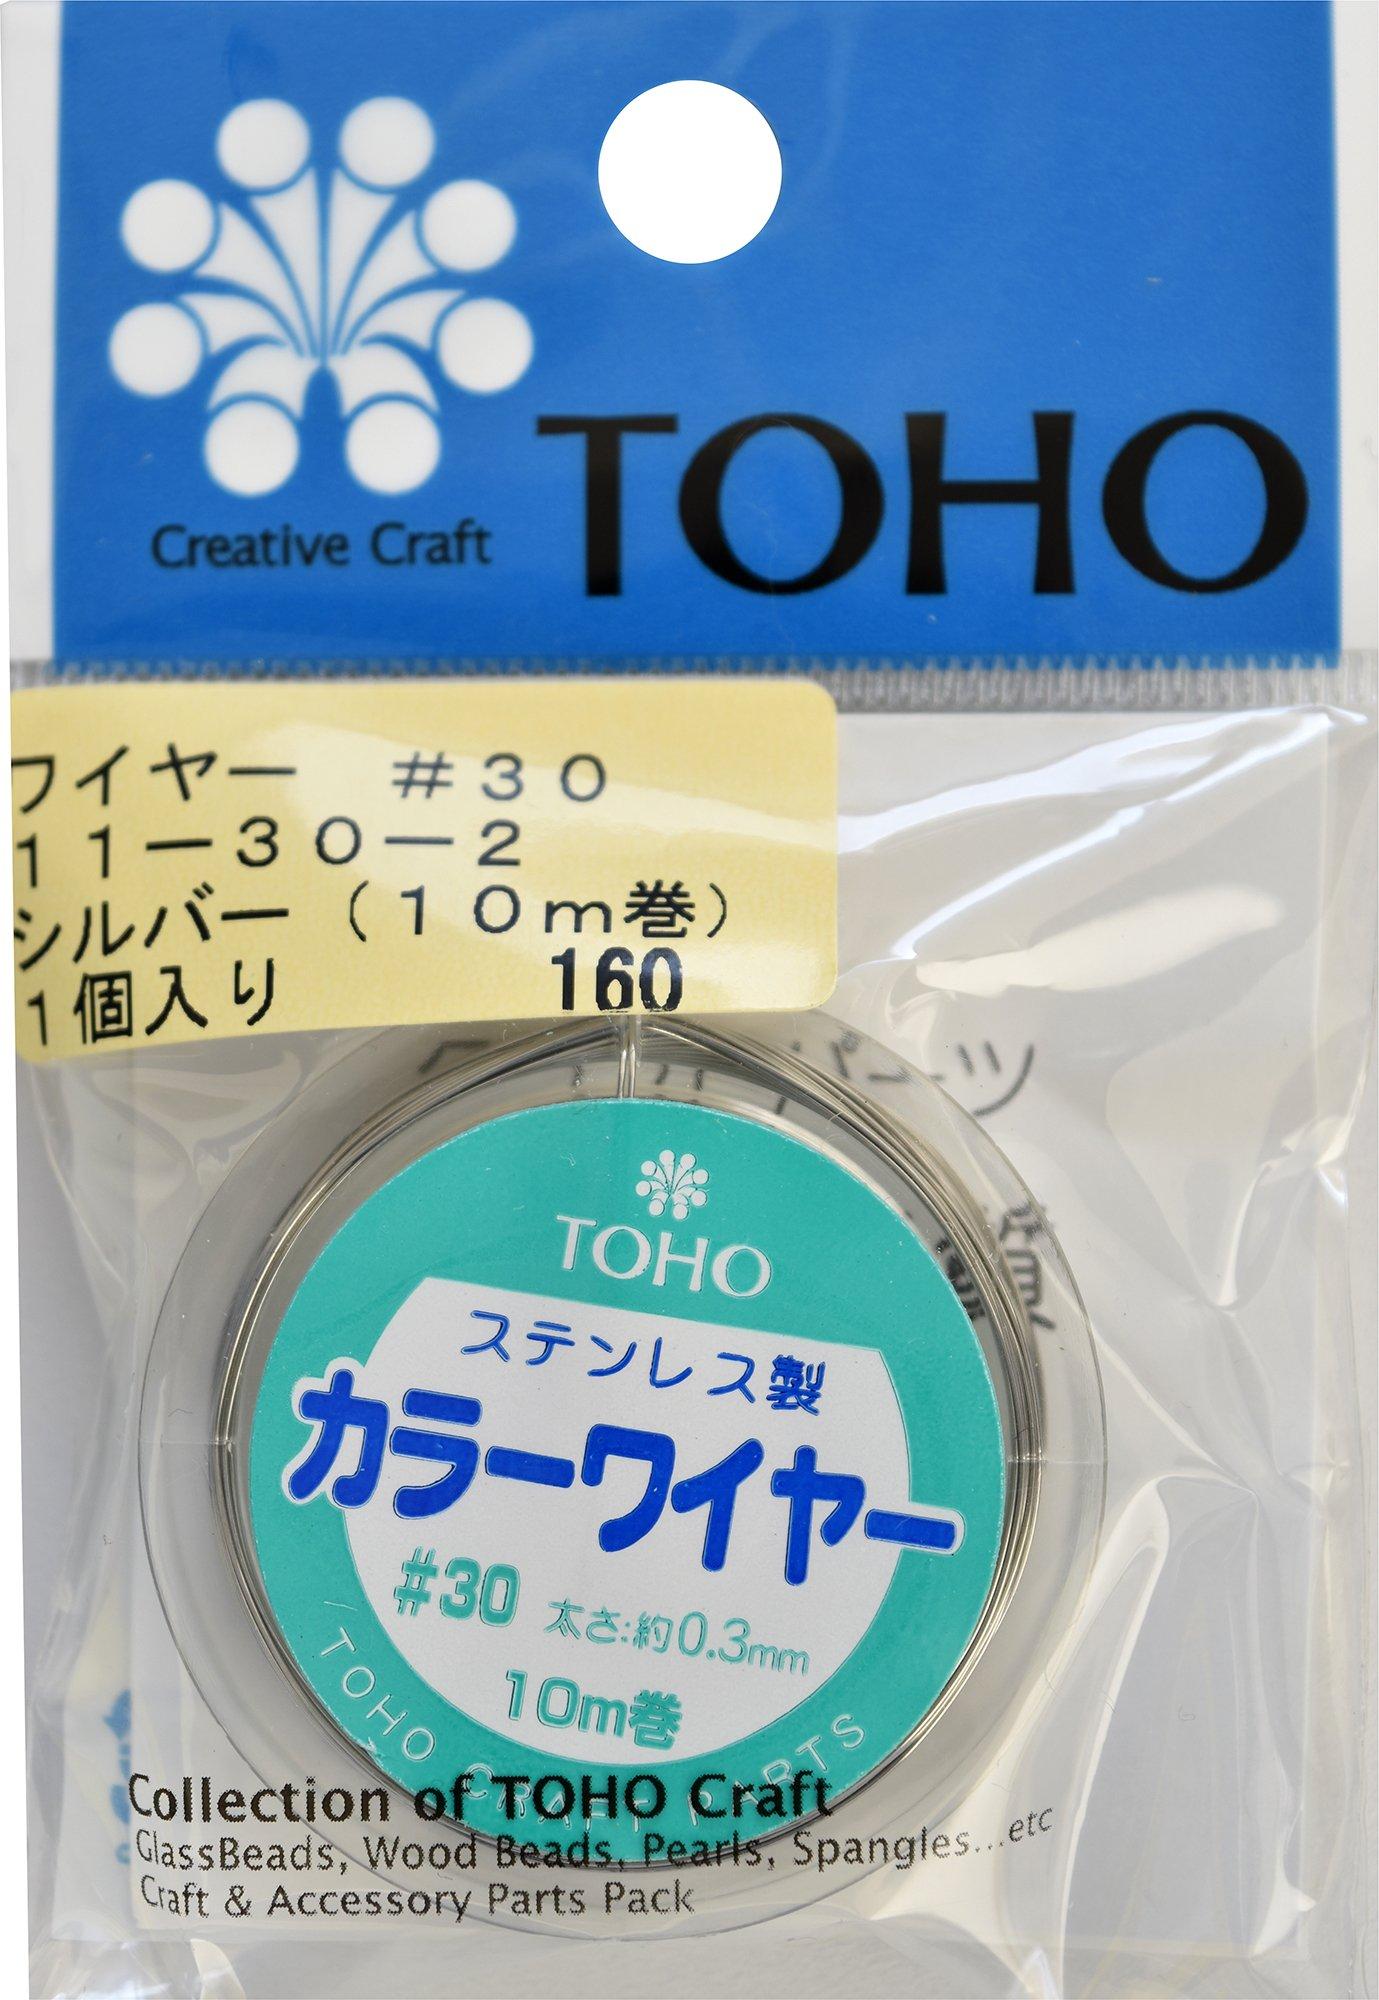 Creative Craft
TOHO
ワイヤー　＃３０
１１－３０－２
シルバー（１０ｍ巻）
１個入り 160
TOHO
ステンレス製
カラーワイヤー
#30 太さ:約0.3mm
10m巻
TOHO CRAFT PARTS
Collection of TOHO Craft
GlassBeads, Wood Beads, Pearls, Spangles...etc
Craft & Accessory Parts Pack